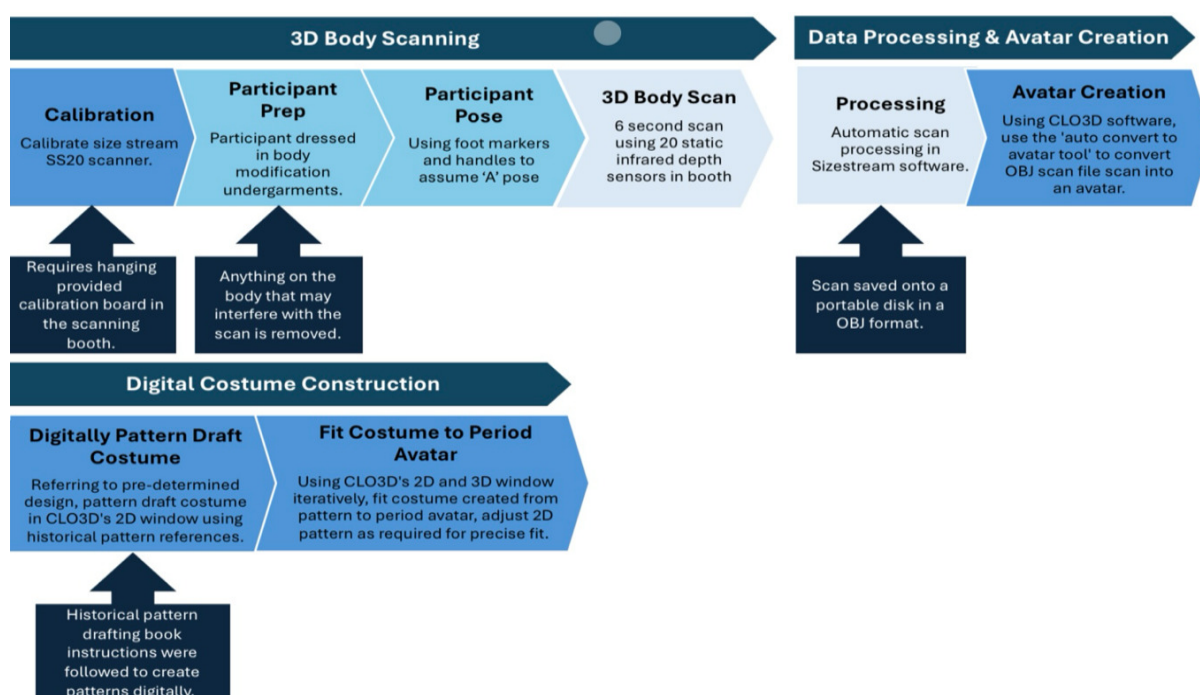 3D Body Scanning
Data Processing & Avatar Creation
Calibration
Calibrate size stream
SS20 scanner.
Participant
Prep
Participant dressed
in body
modification
undergarments.
Participant
Pose
Using foot markers
and handles to
assume ‘A’ pose
3D Body Scan
6 second scan
using 20 static
infrared depth
sensors in booth
Processing
Automatic scan
processing in
Sizestream software.
Avatar Creation
Using CLO3D software,
use the ‘auto convert to
avatar tool’ to convert
OBJ scan file scan into
an avatar.
Requires hanging
provided
calibration board in
the scanning
booth.
Anything on the
body that may
interfere with the
scan is removed.
Scan saved onto a
portable disk in a
OBJ format.
Digital Costume Construction
Digitally Pattern Draft
Costume
Referring to pre-determined
design, pattern draft costume
in CLO3D's 2D window using
historical pattern references.
Fit Costume to Period
Avatar
Using CLO3D's 2D and 3D window
iteratively, fit costume created from
pattern to period avatar, adjust 2D
pattern as required for precise fit.
Historical pattern
drafting book
instructions were
followed to create
patterns digitally.